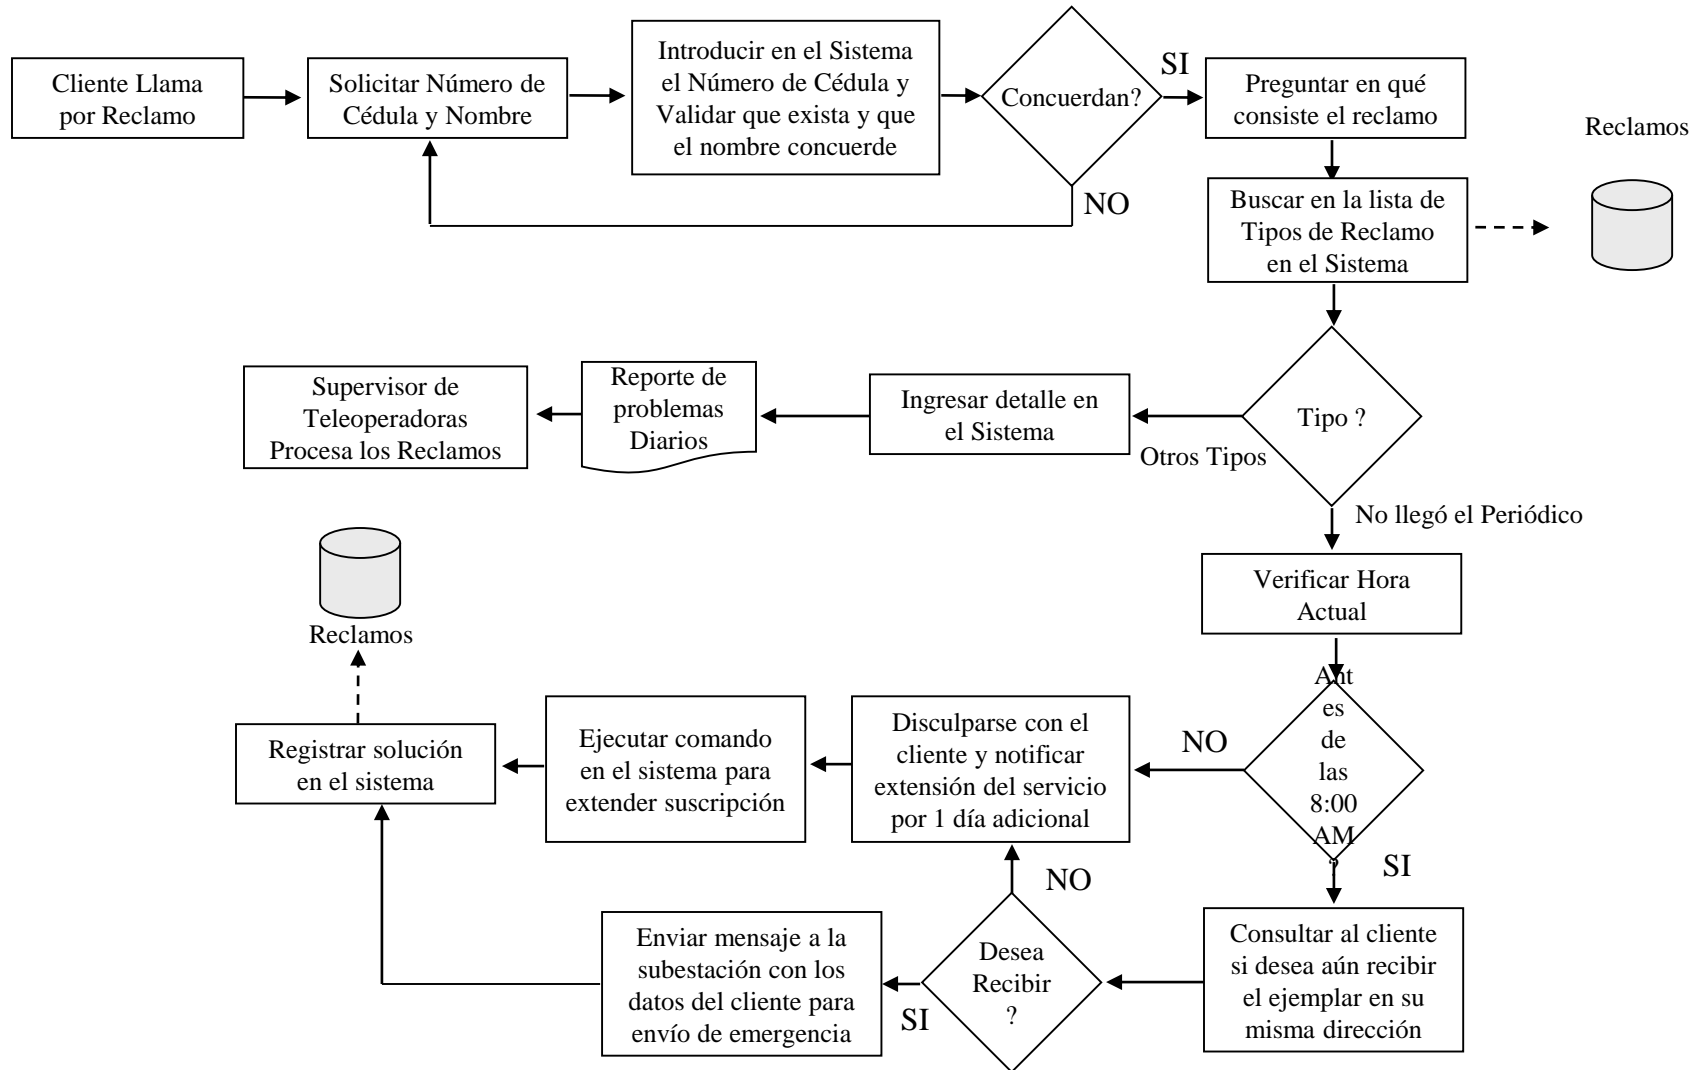 Cliente Llama
por Reclamo
Solicitar Número de
Cédula y Nombre
Introducir en el Sistema
el Número de Cédula y
Validar que exista y que
el nombre concuerde
Concuerdan?
SI
NO
Preguntar en qué
consiste el reclamo
Reclamos
Buscar en la lista de
Tipos de Reclamo
en el Sistema
Tipo ?
Otros Tipos
Ingresar detalle en
el Sistema
Reporte de
problemas
Diarios
Supervisor de
Teleoperadoras
Procesa los Reclamos
No llegó el Periódico
Verificar Hora
Actual
Ant
es
de
las
8:00
AM
?
NO
SI
Disculparse con el
cliente y notificar
extensión del servicio
por 1 día adicional
Ejecutar comando
en el sistema para
extender suscripción
Registrar solución
en el sistema
Reclamos
Consultar al cliente
si desea aún recibir
el ejemplar en su
misma dirección
Desea
Recibir
?
NO
SI
Enviar mensaje a la
subestación con los
datos del cliente para
envío de emergencia